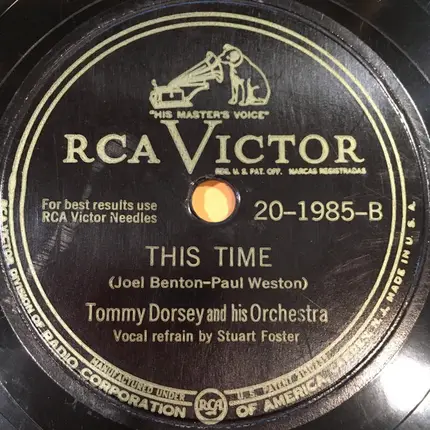 "HIS MASTER'S VOICE"
RCA VICTOR
REG. U. S. PAT. OFF. MARCAS REGISTRADAS
For best results use
RCA Victor Needles
20-1985-B
THIS TIME
(Joel Benton-Paul Weston)
Tommy Dorsey and his Orchestra
Vocal refrain by Stuart Foster
MANUFACTURED UNDER
RCA
U. S. PATENT
RCA VICTOR DIVISION OF RADIO CORPORATION OF AMERICA, N. J. MADE IN U. S. A.